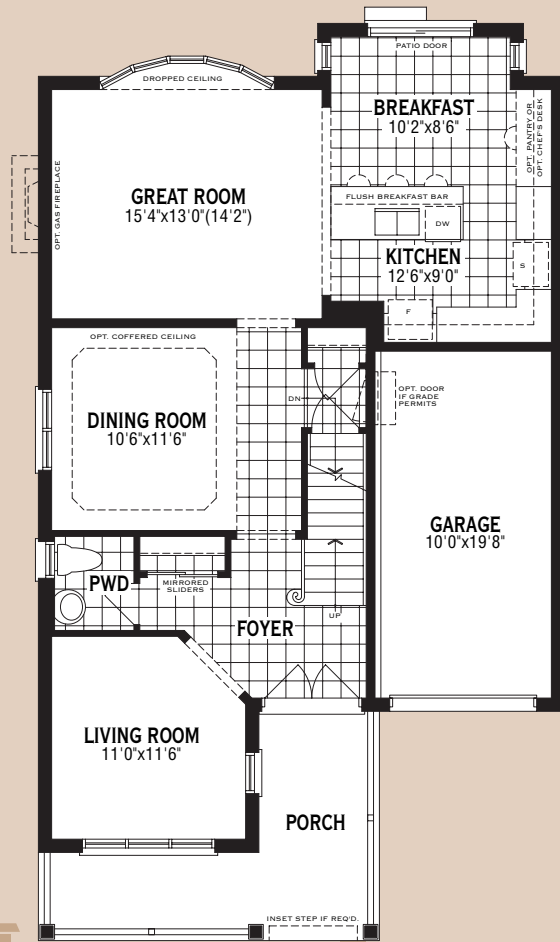 PATIO DOOR
DROPPED CEILING
BREAKFAST
10'2"x8'6"
OPT. PANTRY OR
OPT. CHEF'S DESK
OPT. GAS FIREPLACE
GREAT ROOM
15'4"x13'0"(14'2")
FLUSH BREAKFAST BAR
DW
KITCHEN
12'6"x9'0"
S
F
OPT. COFFERED CEILING
DN
OPT. DOOR
IF GRADE
PERMITS
DINING ROOM
10'6"x11'6"
GARAGE
10'0"x19'8"
PWD
MIRRORED
SLIDERS
UP
FOYER
LIVING ROOM
11'0"x11'6"
PORCH
INSET STEP IF REQ'D.